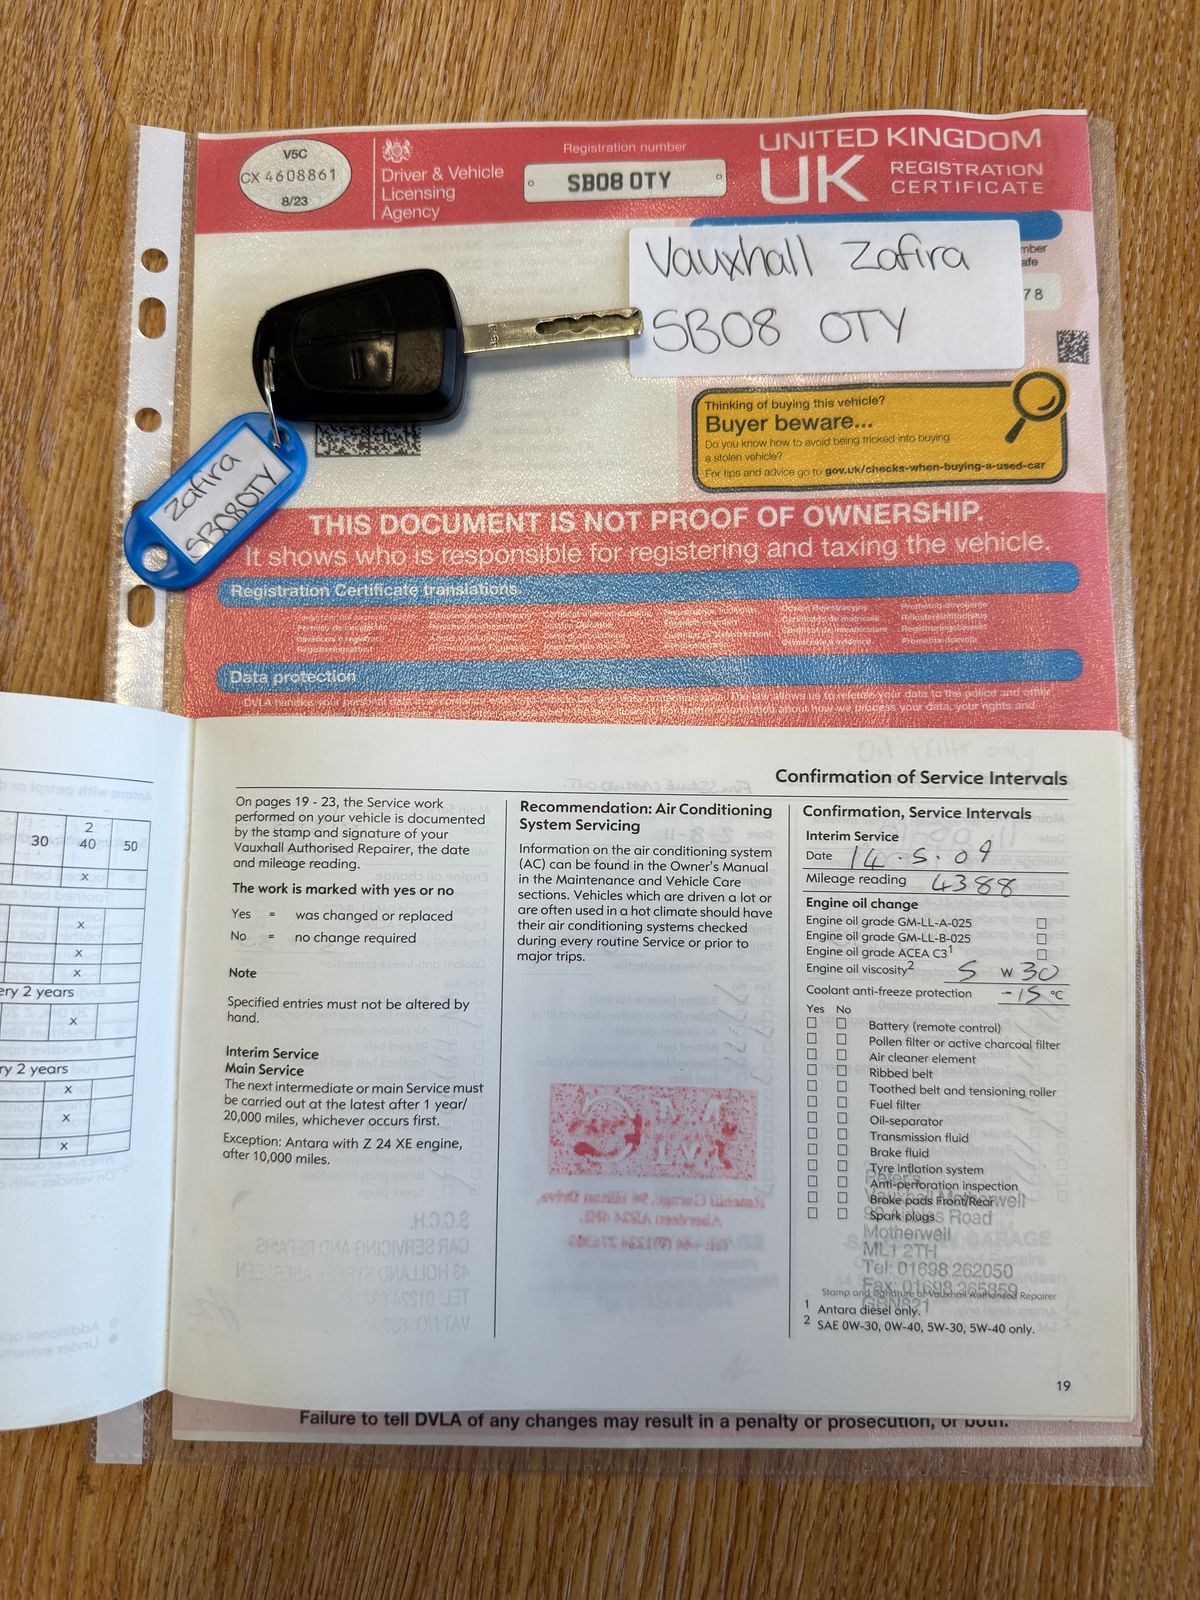 V5C
CX 4608861
8/23
Driver & Vehicle
Licensing
Agency
Registration number
SB08 0TY
UNITED KINGDOM
UK
REGISTRATION
CERTIFICATE
Vauxhall Zafira
SB08 OTY
78
Zafira
SB08OTY
Thinking of buying this vehicle?
Buyer beware...
Do you know how to avoid being tricked into buying
a stolen vehicle?
For tips and advice go to gov.uk/checks-when-buying-a-used-car
THIS DOCUMENT IS NOT PROOF OF OWNERSHIP.
It shows who is responsible for registering and taxing the vehicle.
Registration Certificate translations
Data protection
30
2
40
50
x
x
x
x
ery 2 years
x
ry 2 years
x
x
x
Confirmation of Service Intervals
On pages 19 - 23, the Service work
performed on your vehicle is documented
by the stamp and signature of your
Vauxhall Authorised Repairer, the date
and mileage reading.
The work is marked with yes or no
Yes = was changed or replaced
No = no change required
Note
Specified entries must not be altered by
hand.
Interim Service
Main Service
The next intermediate or main Service must
be carried out at the latest after 1 year/
20,000 miles, whichever occurs first.
Exception: Antara with Z 24 XE engine,
after 10,000 miles.
Recommendation: Air Conditioning
System Servicing
Information on the air conditioning system
(AC) can be found in the Owner's Manual
in the Maintenance and Vehicle Care
sections. Vehicles which are driven a lot or
are often used in a hot climate should have
their air conditioning systems checked
during every routine Service or prior to
major trips.
Confirmation, Service Intervals
Interim Service
Date 14.5.09
Mileage reading 4388
Engine oil change
Engine oil grade GM-LL-A-025
Engine oil grade GM-LL-B-025
Engine oil grade ACEA C3¹
Engine oil viscosity² 5 W 30
Coolant anti-freeze protection -15 °C
Yes No
Battery (remote control)
Pollen filter or active charcoal filter
Air cleaner element
Ribbed belt
Toothed belt and tensioning roller
Fuel filter
Oil-separator
Transmission fluid
Brake fluid
Tyre inflation system
Anti-perforation inspection
Brake pads Front/Rear
Spark plugs
Vauxhall Motherwell
Road
Motherwell
ML1 2TH
Tel: 01698 262050
Fax: 01698 265859
Stamp and signature of Vauxhall Authorised Repairer
1 Antara diesel only.
2 SAE 0W-30, 0W-40, 5W-30, 5W-40 only.
19
Failure to tell DVLA of any changes may result in a penalty or prosecution, or both.